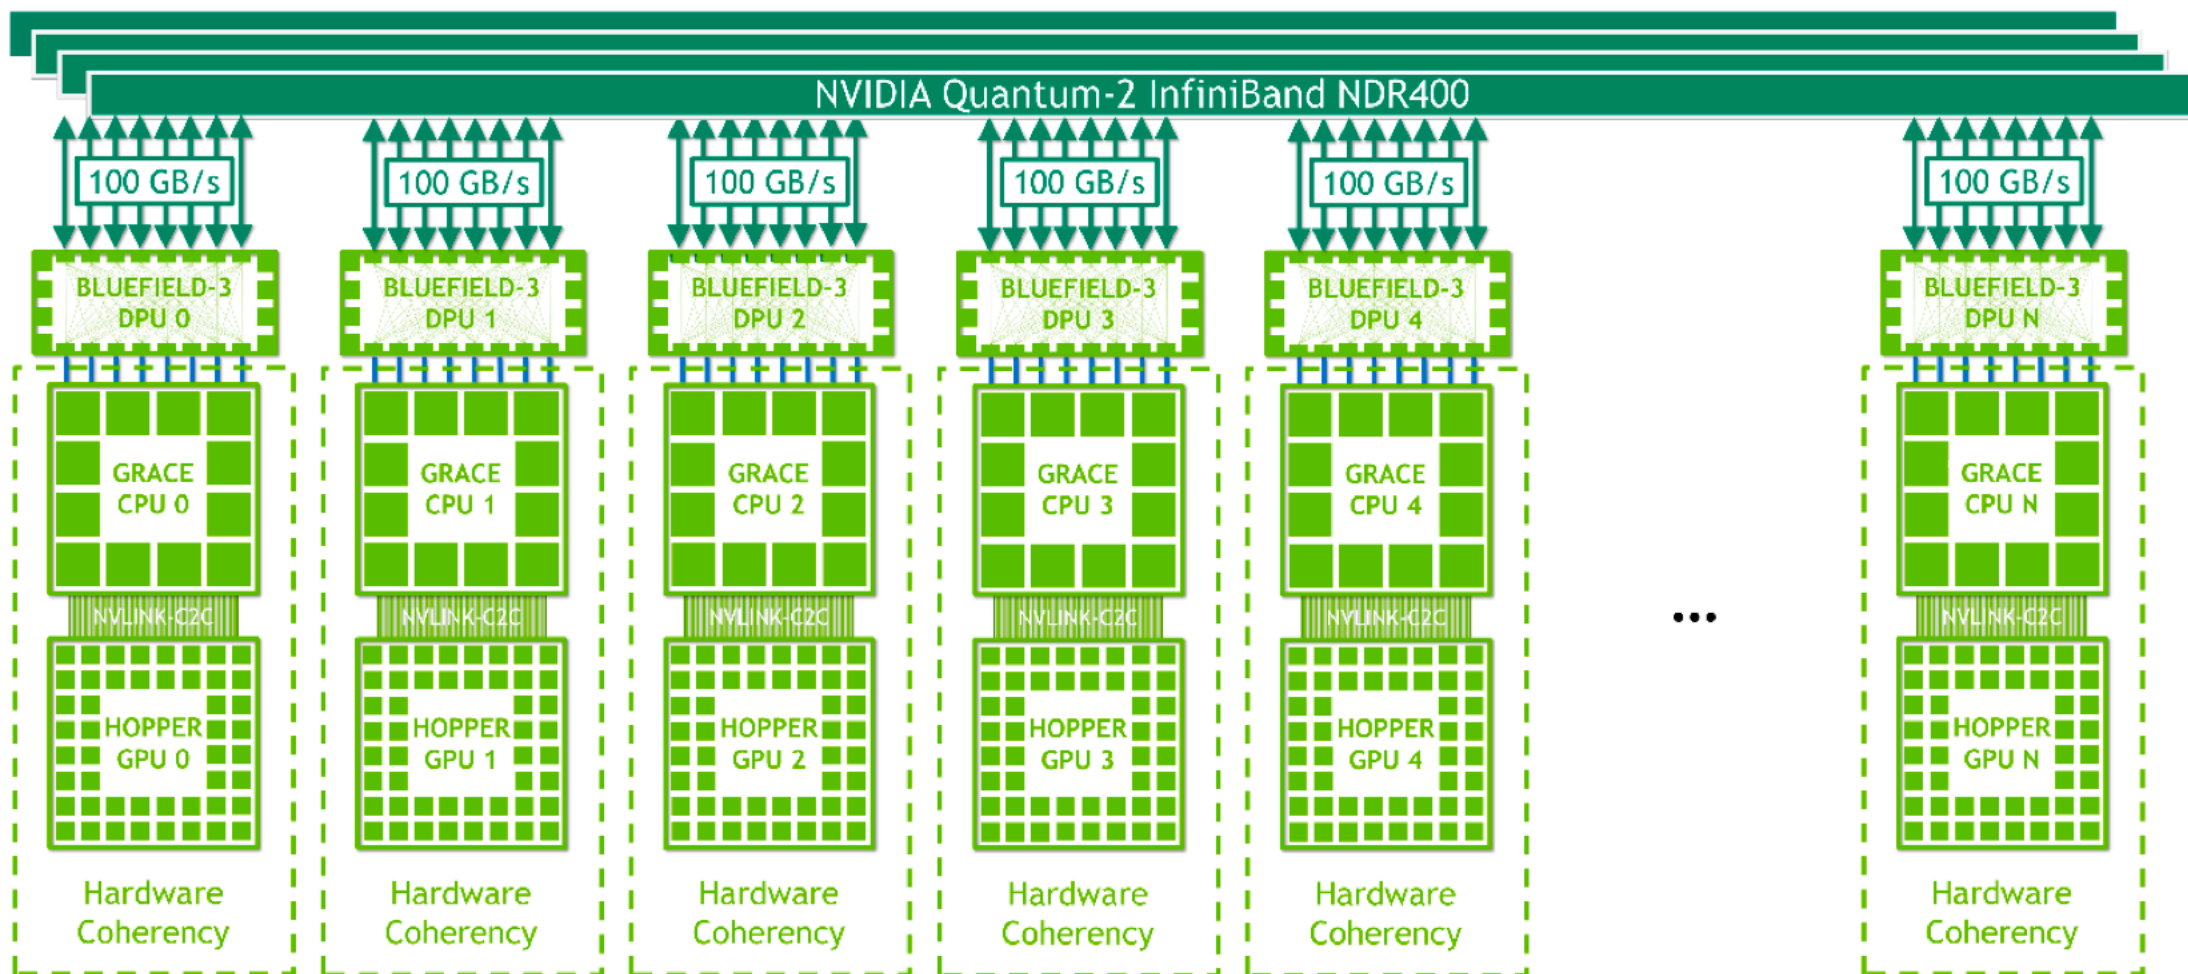 NVIDIA Quantum-2 InfiniBand NDR400
100 GB/s
100 GB/s
100 GB/s
100 GB/s
100 GB/s
100 GB/s
BLUEFIELD-3
DPU 0
BLUEFIELD-3
DPU 1
BLUEFIELD-3
DPU 2
BLUEFIELD-3
DPU 3
BLUEFIELD-3
DPU 4
BLUEFIELD-3
DPU N
GRACE
CPU 0
GRACE
CPU 1
GRACE
CPU 2
GRACE
CPU 3
GRACE
CPU 4
GRACE
CPU N
NVLINK-C2C
NVLINK-C2C
NVLINK-C2C
NVLINK-C2C
NVLINK-C2C
...
NVLINK-C2C
HOPPER
GPU 0
HOPPER
GPU 1
HOPPER
GPU 2
HOPPER
GPU 3
HOPPER
GPU 4
HOPPER
GPU N
Hardware
Coherency
Hardware
Coherency
Hardware
Coherency
Hardware
Coherency
Hardware
Coherency
Hardware
Coherency